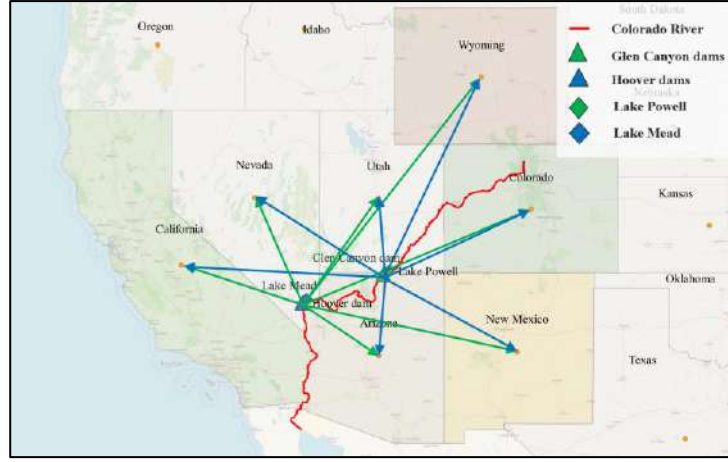 South Dakota
Oregon
Idaho
Colorado River
Wyoming
Glen Canyon dams
Hoover dams
Nebraska
Lake Powell
Lake Mead
Nevada
Utah
Colorado
Kansas
California
Glen Canyon dam
Lake Powell
Lake Mead
Oklahoma
Hoover dam
Arizona
New Mexico
Texas